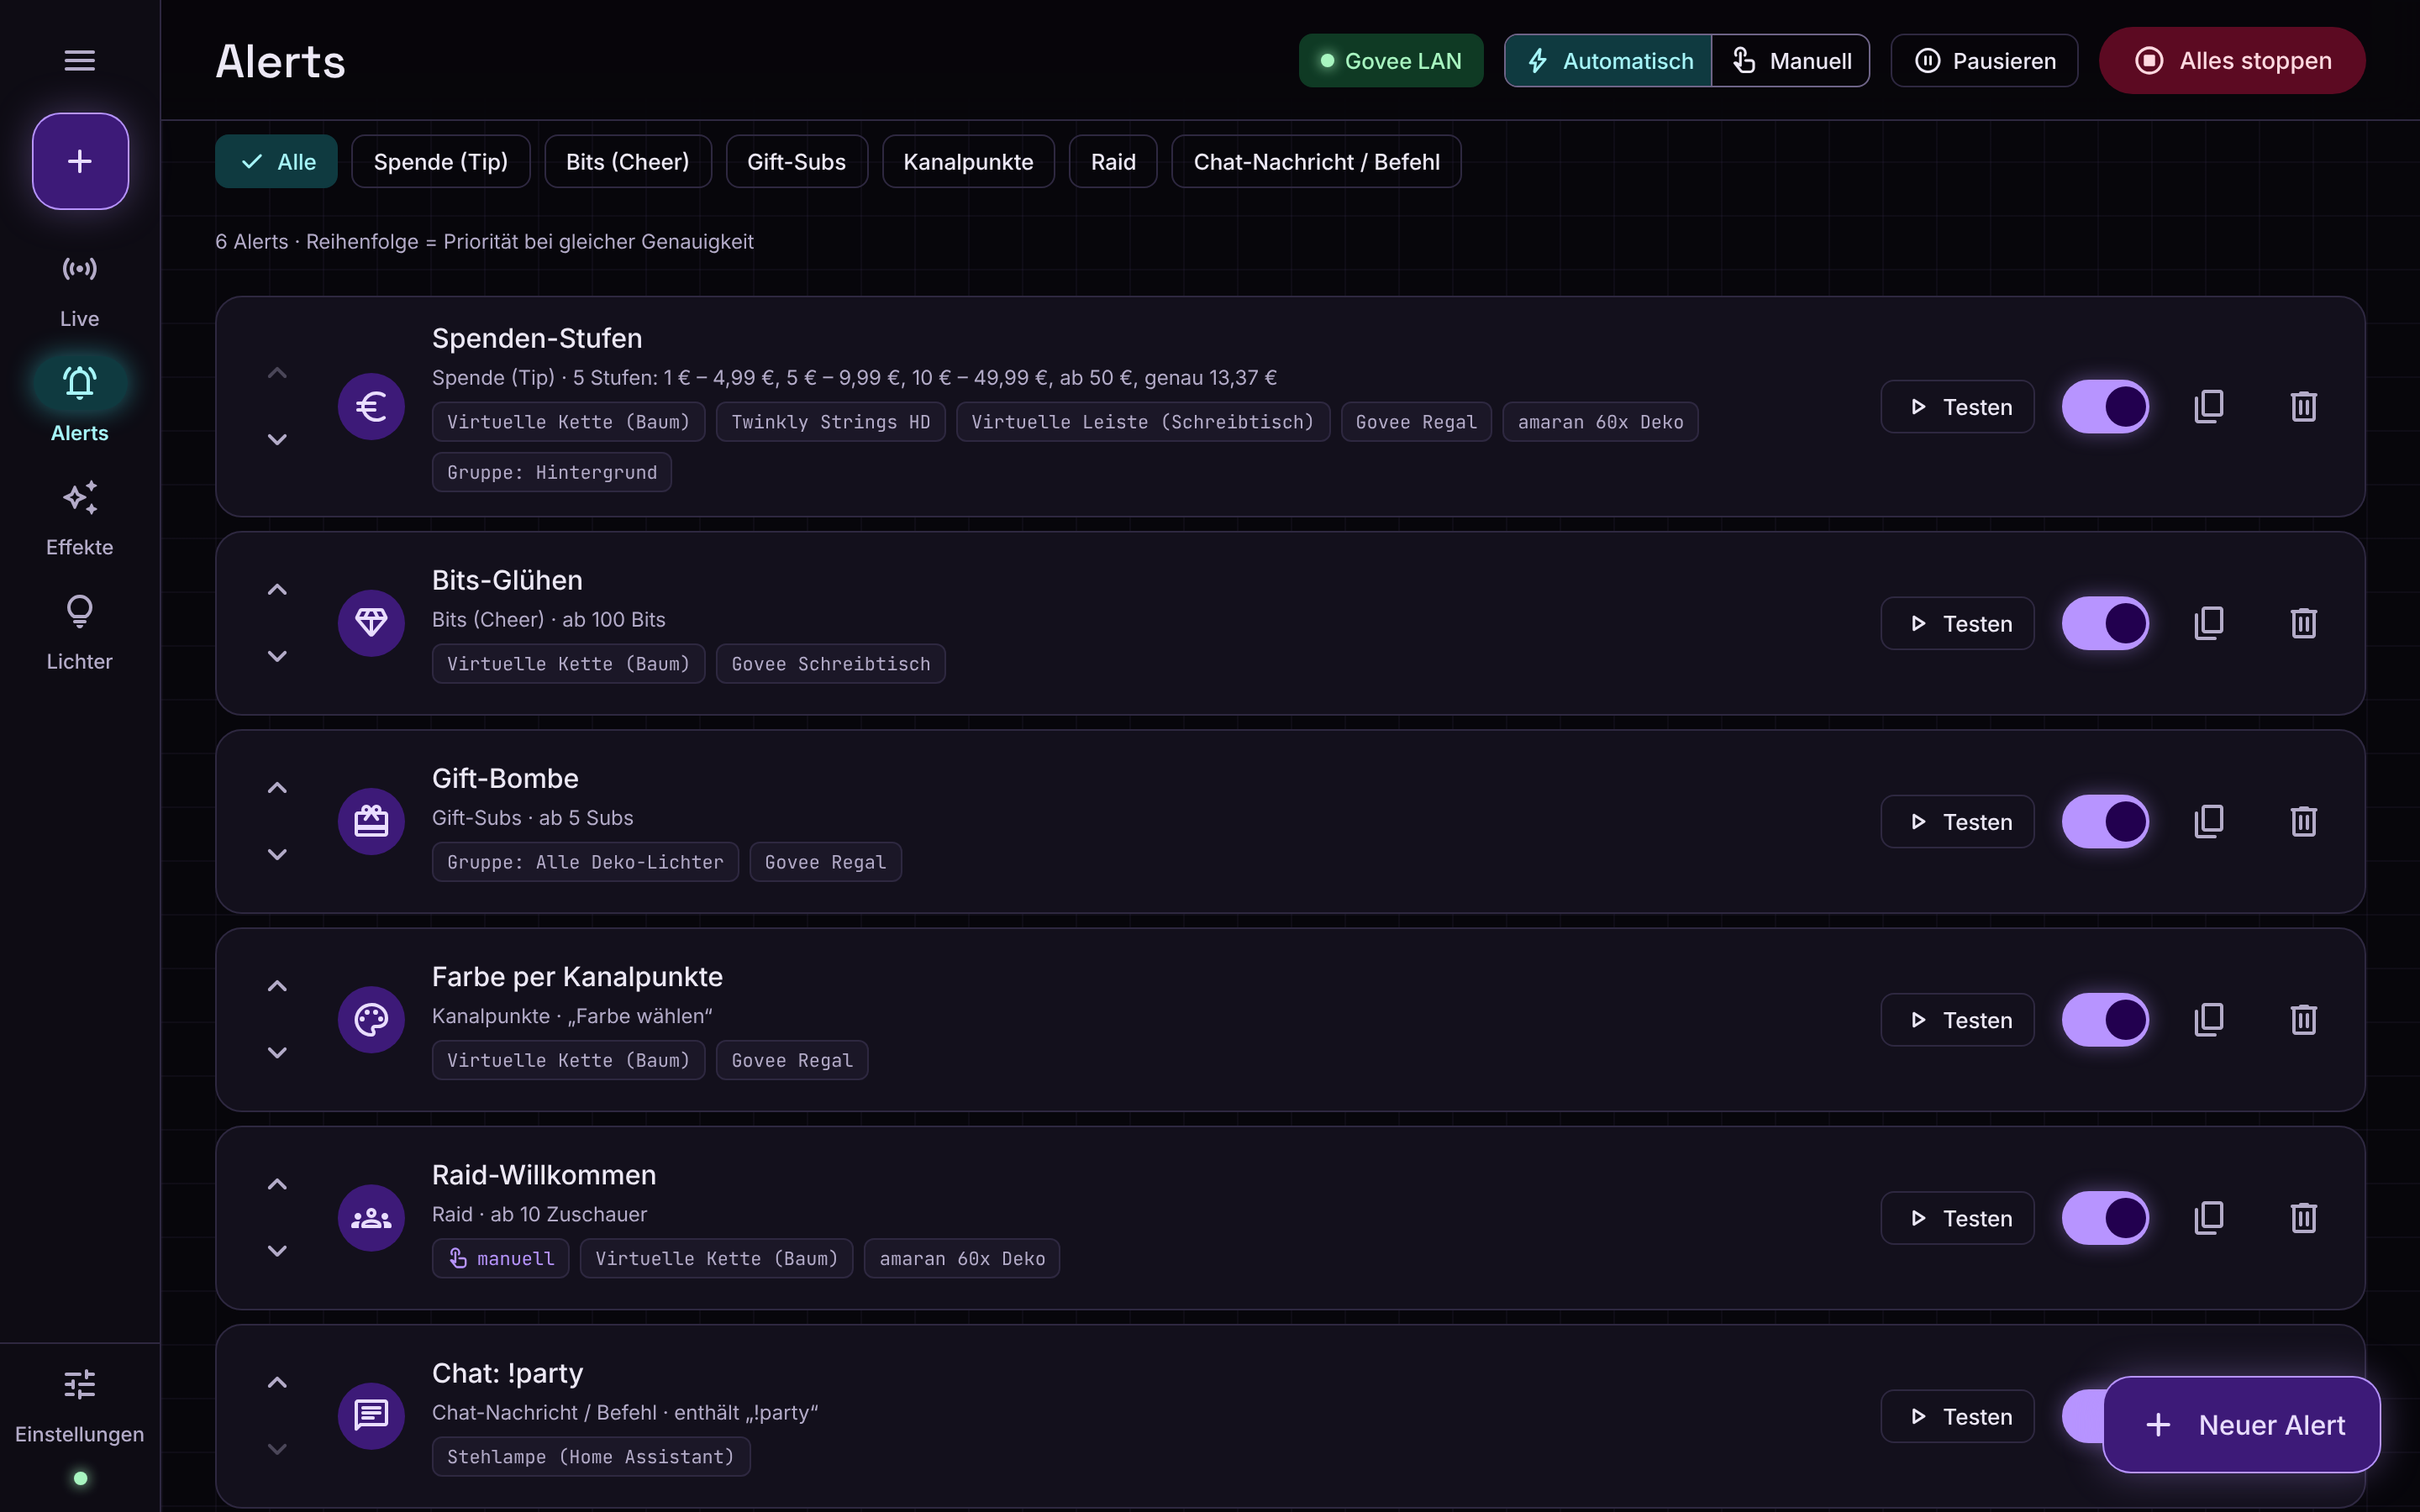 Alerts
Govee LAN
Automatisch
Manuell
Pausieren
Alles stoppen
Live
Alerts
Effekte
Lichter
Einstellungen
Alle
Spende (Tip)
Bits (Cheer)
Gift-Subs
Kanalpunkte
Raid
Chat-Nachricht / Befehl
6 Alerts · Reihenfolge = Priorität bei gleicher Genauigkeit
Spenden-Stufen
Spende (Tip) · 5 Stufen: 1 € – 4,99 €, 5 € – 9,99 €, 10 € – 49,99 €, ab 50 €, genau 13,37 €
Virtuelle Kette (Baum) Twinkly Strings HD Virtuelle Leiste (Schreibtisch) Govee Regal amaran 60x Deko
Gruppe: Hintergrund
Testen
Bits-Glühen
Bits (Cheer) · ab 100 Bits
Virtuelle Kette (Baum) Govee Schreibtisch
Testen
Gift-Bombe
Gift-Subs · ab 5 Subs
Gruppe: Alle Deko-Lichter Govee Regal
Testen
Farbe per Kanalpunkte
Kanalpunkte · „Farbe wählen“
Virtuelle Kette (Baum) Govee Regal
Testen
Raid-Willkommen
Raid · ab 10 Zuschauer
manuell Virtuelle Kette (Baum) amaran 60x Deko
Testen
Chat: !party
Chat-Nachricht / Befehl · enthält „!party“
Stehlampe (Home Assistant)
Testen
Neuer Alert